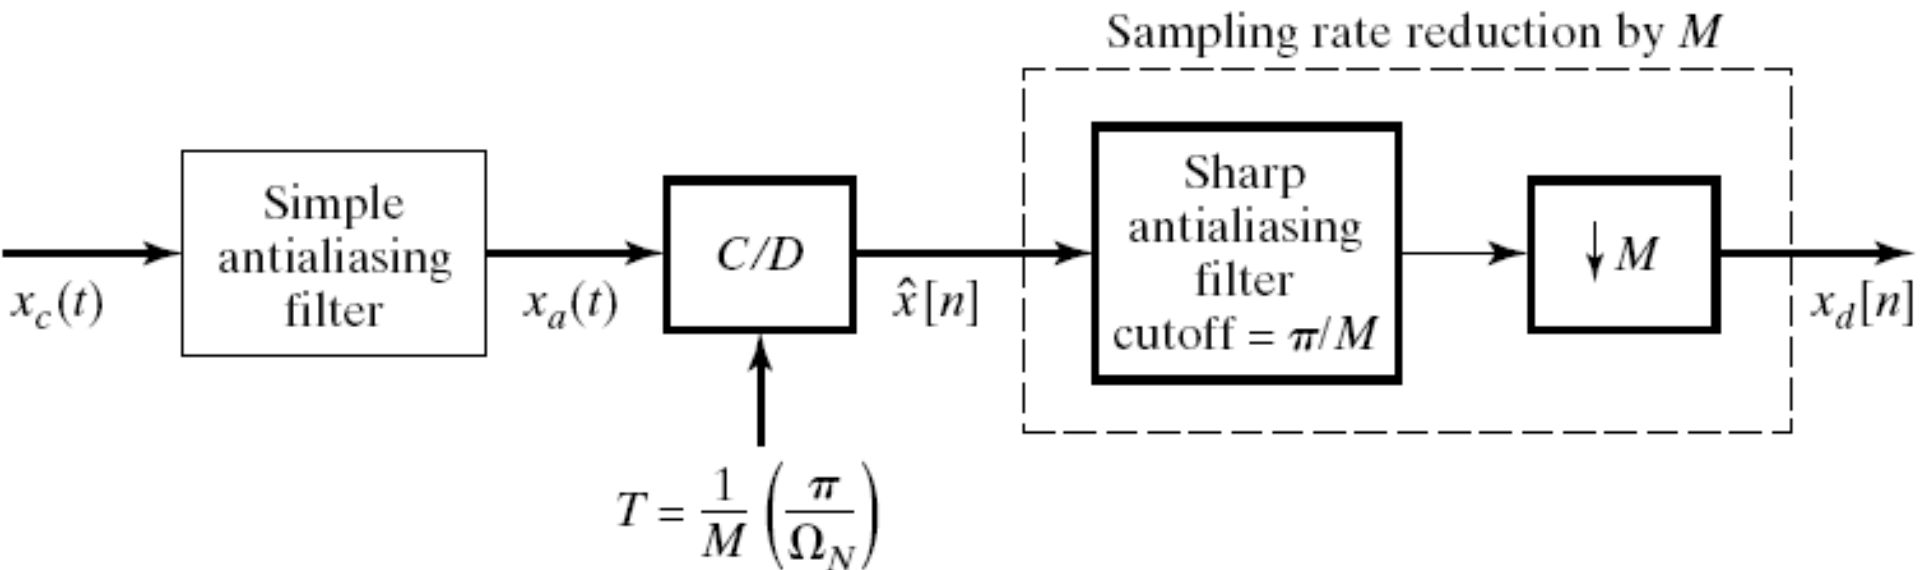 Sampling rate reduction by M
Simple
antialiasing
filter
C/D
Sharp
antialiasing
filter
cutoff = π/M
↓ M
x_c(t)
x_a(t)
x̂[n]
x_d[n]
T = 1/M (π/Ω_N)